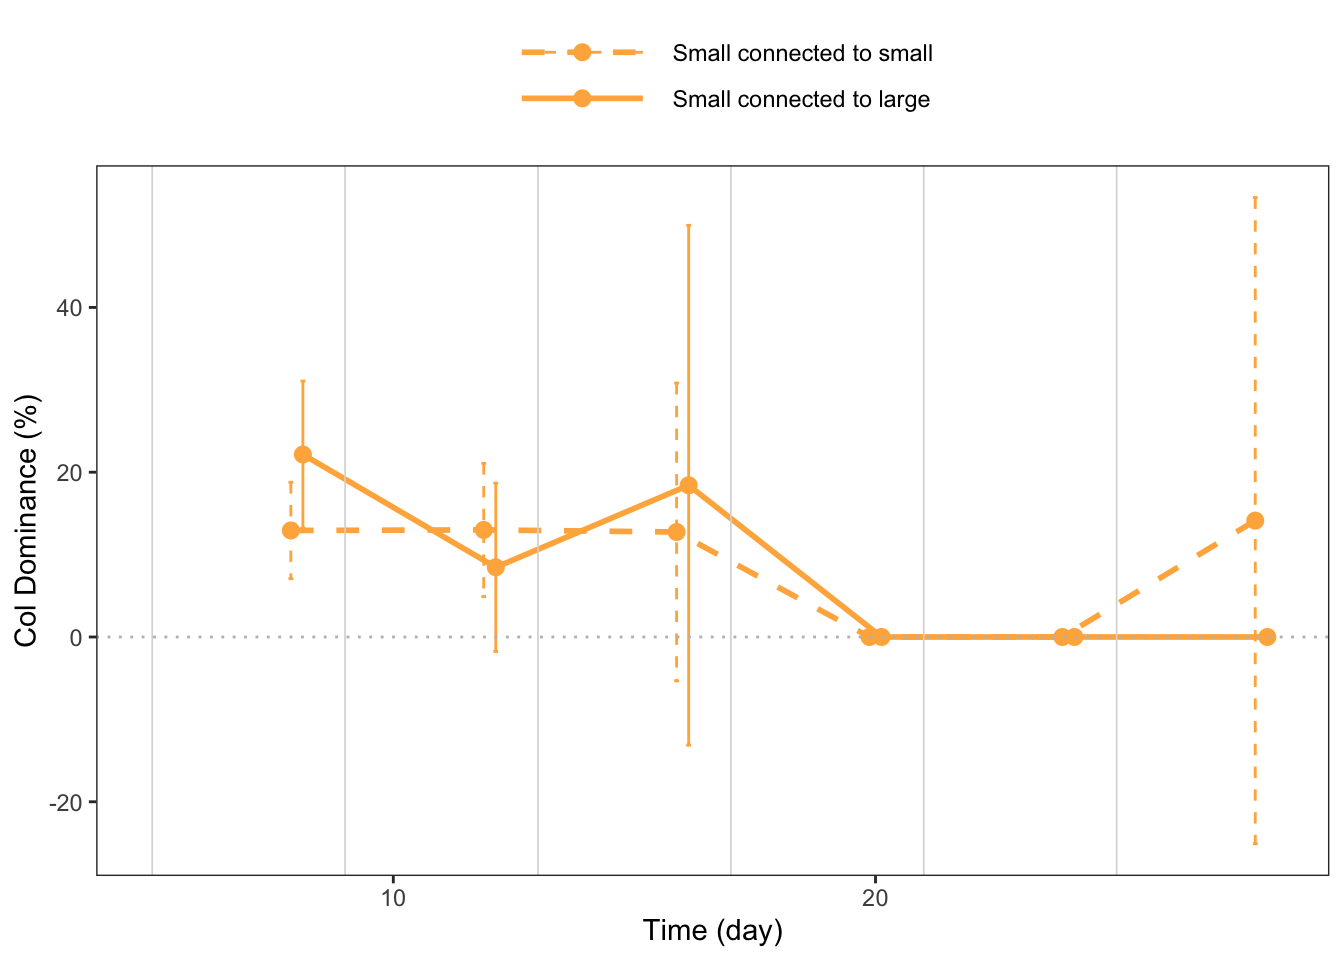 Small connected to small
Small connected to large
40
20
0
-20
Col Dominance (%)
10 20
Time (day)